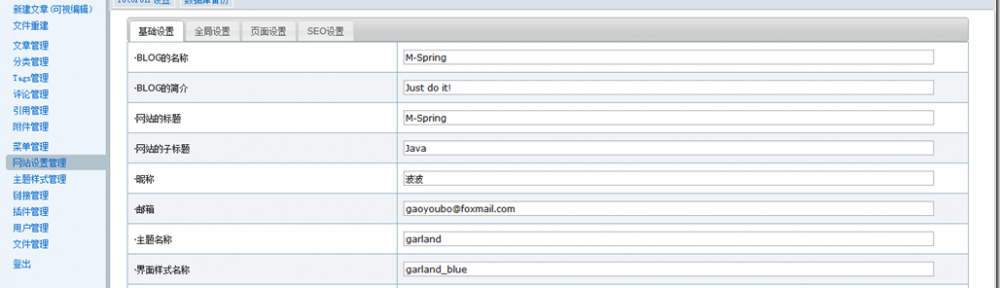 新建文章(可视编辑)
文件重建
文章管理
分类管理
Tags管理
评论管理
引用管理
附件管理
菜单管理
网站设置管理
主题样式管理
链接管理
插件管理
用户管理
文件管理
登出
基础设置 全局设置 页面设置 SEO设置
·BLOG的名称 M-Spring
·BLOG的简介 Just do it!
·网站的标题 M-Spring
·网站的子标题 Java
·昵称 波波
·邮箱 gaoyoubo@foxmail.com
·主题名称 garland
·界面样式名称 garland_blue